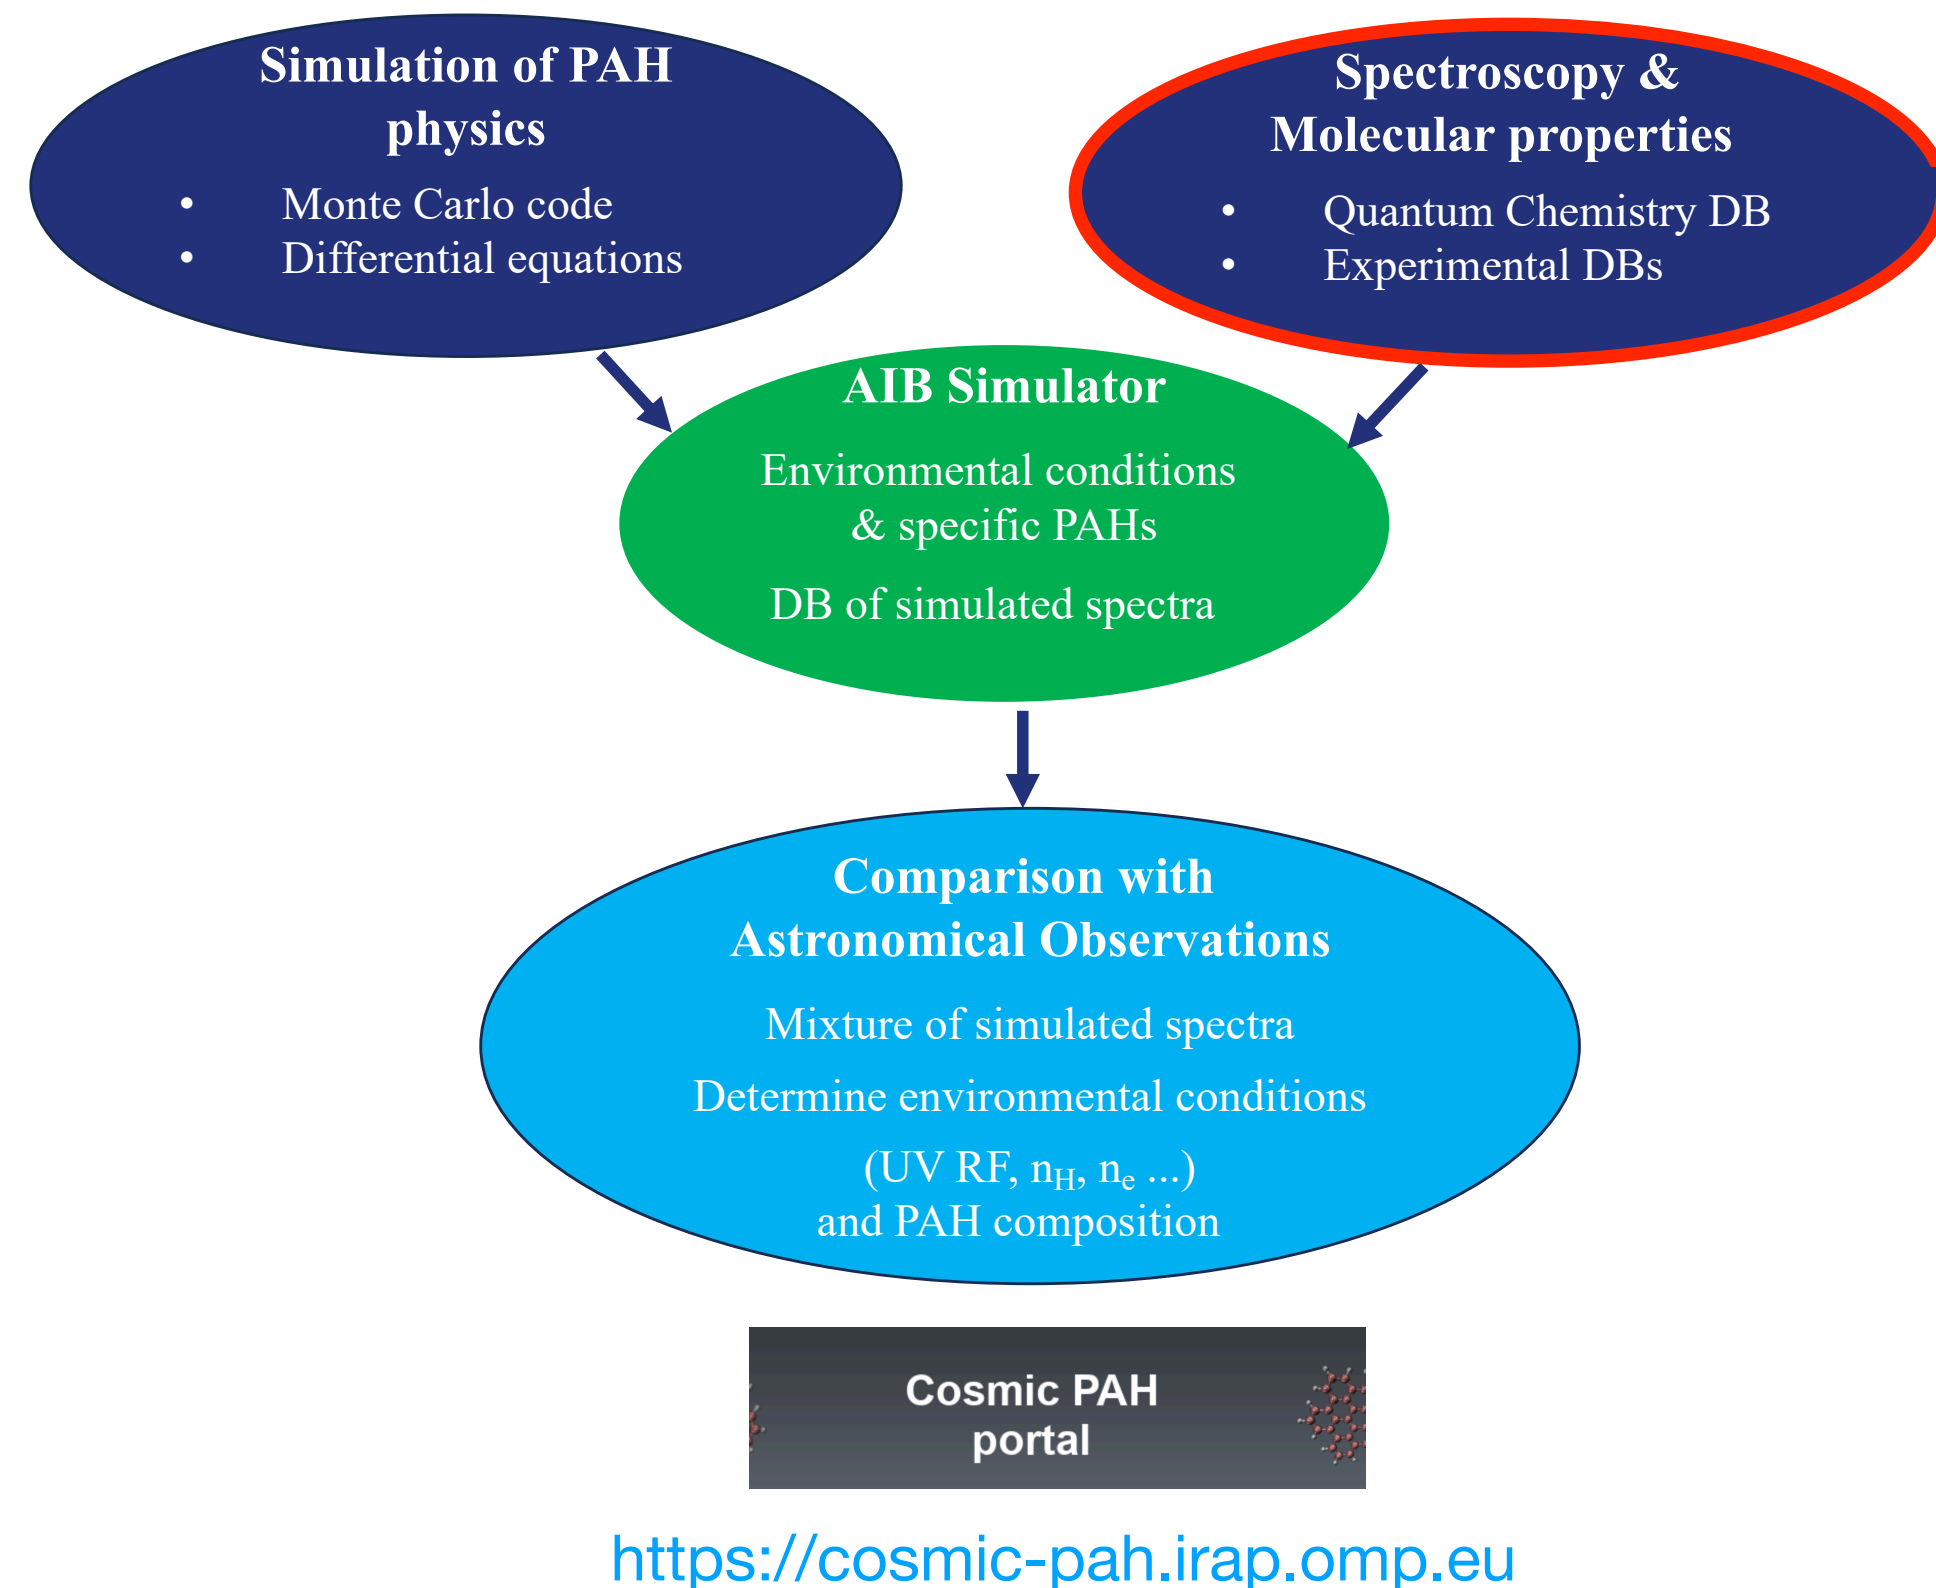 Simulation of PAH
physics
• Monte Carlo code
• Differential equations
Spectroscopy &
Molecular properties
• Quantum Chemistry DB
• Experimental DBs
AIB Simulator
Environmental conditions
& specific PAHs
DB of simulated spectra
Comparison with
Astronomical Observations
Mixture of simulated spectra
Determine environmental conditions
(UV RF, nH, ne ...)
and PAH composition
Cosmic PAH
portal
https://cosmic-pah.irap.omp.eu